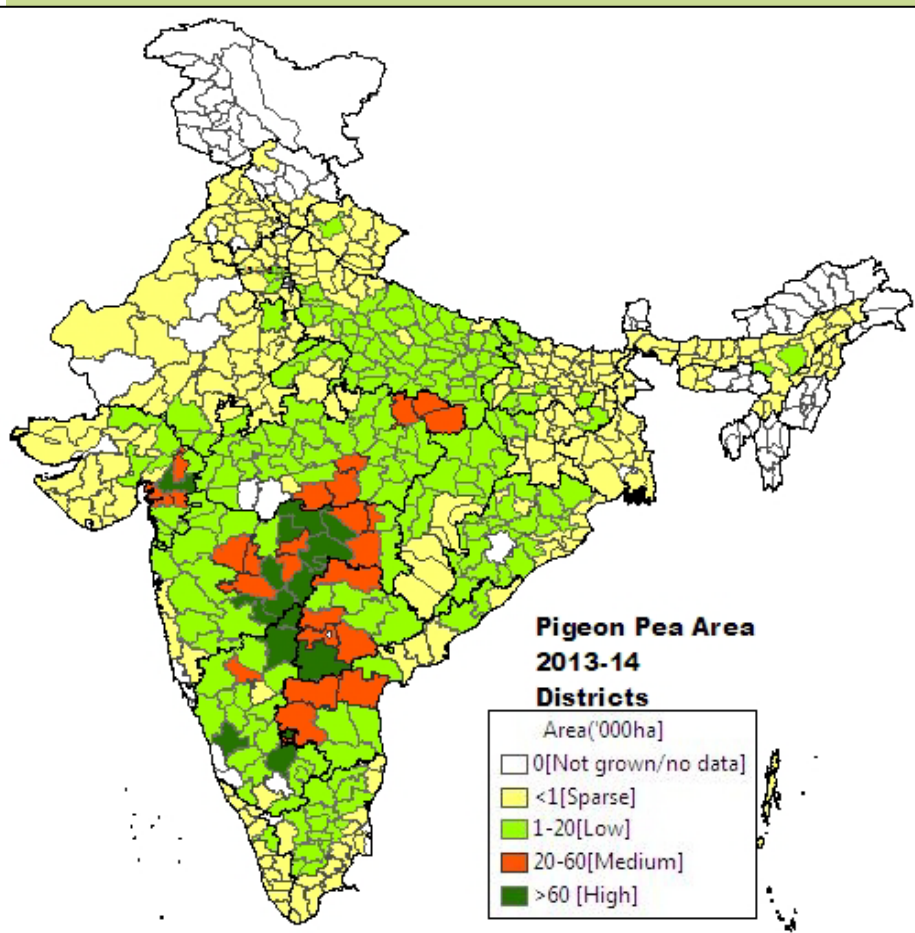 Pigeon Pea Area
2013-14
Districts
Area('000ha]
0[Not grown/no data]
<1[Sparse]
1-20[Low]
20-60[Medium]
>60 [High]